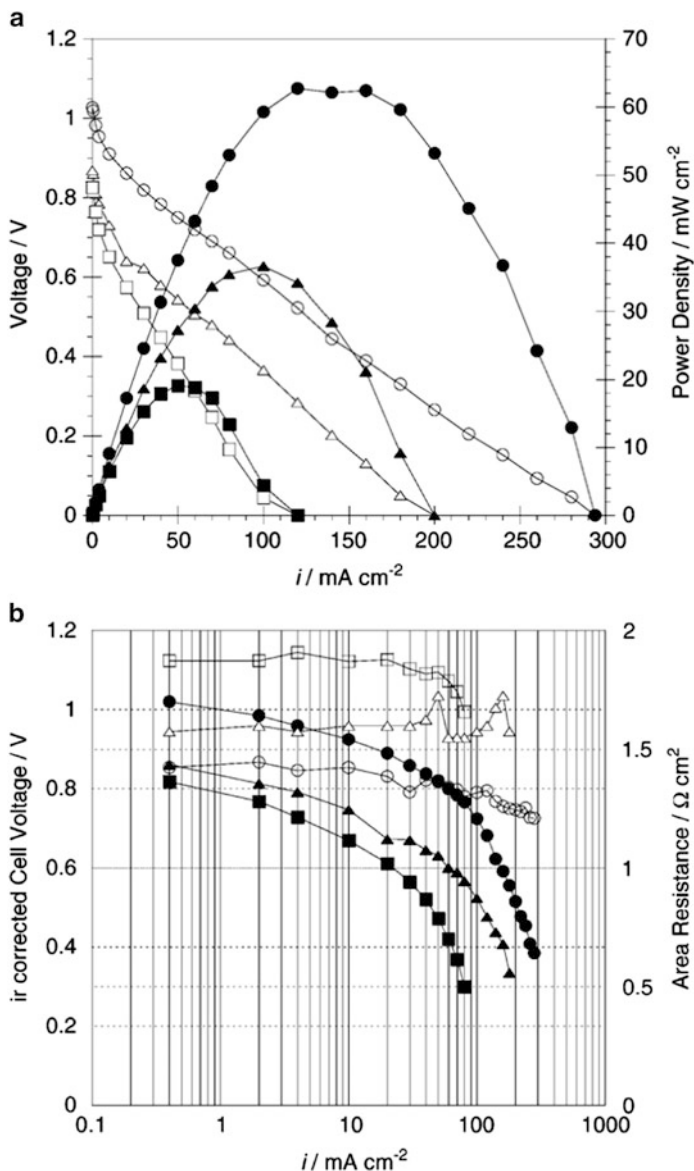 a
1.2
1
0.8
0.6
0.4
0.2
0
Voltage / V
70
60
50
40
30
20
10
0
Power Density / mW cm⁻²
0 50 100 150 200 250 300
i / mA cm⁻²
b
1.2
1
0.8
0.6
0.4
0.2
0
ir corrected Cell Voltage / V
2
1.5
1
0.5
0
Area Resistance / Ω cm²
0.1 1 10 100 1000
i / mA cm⁻²